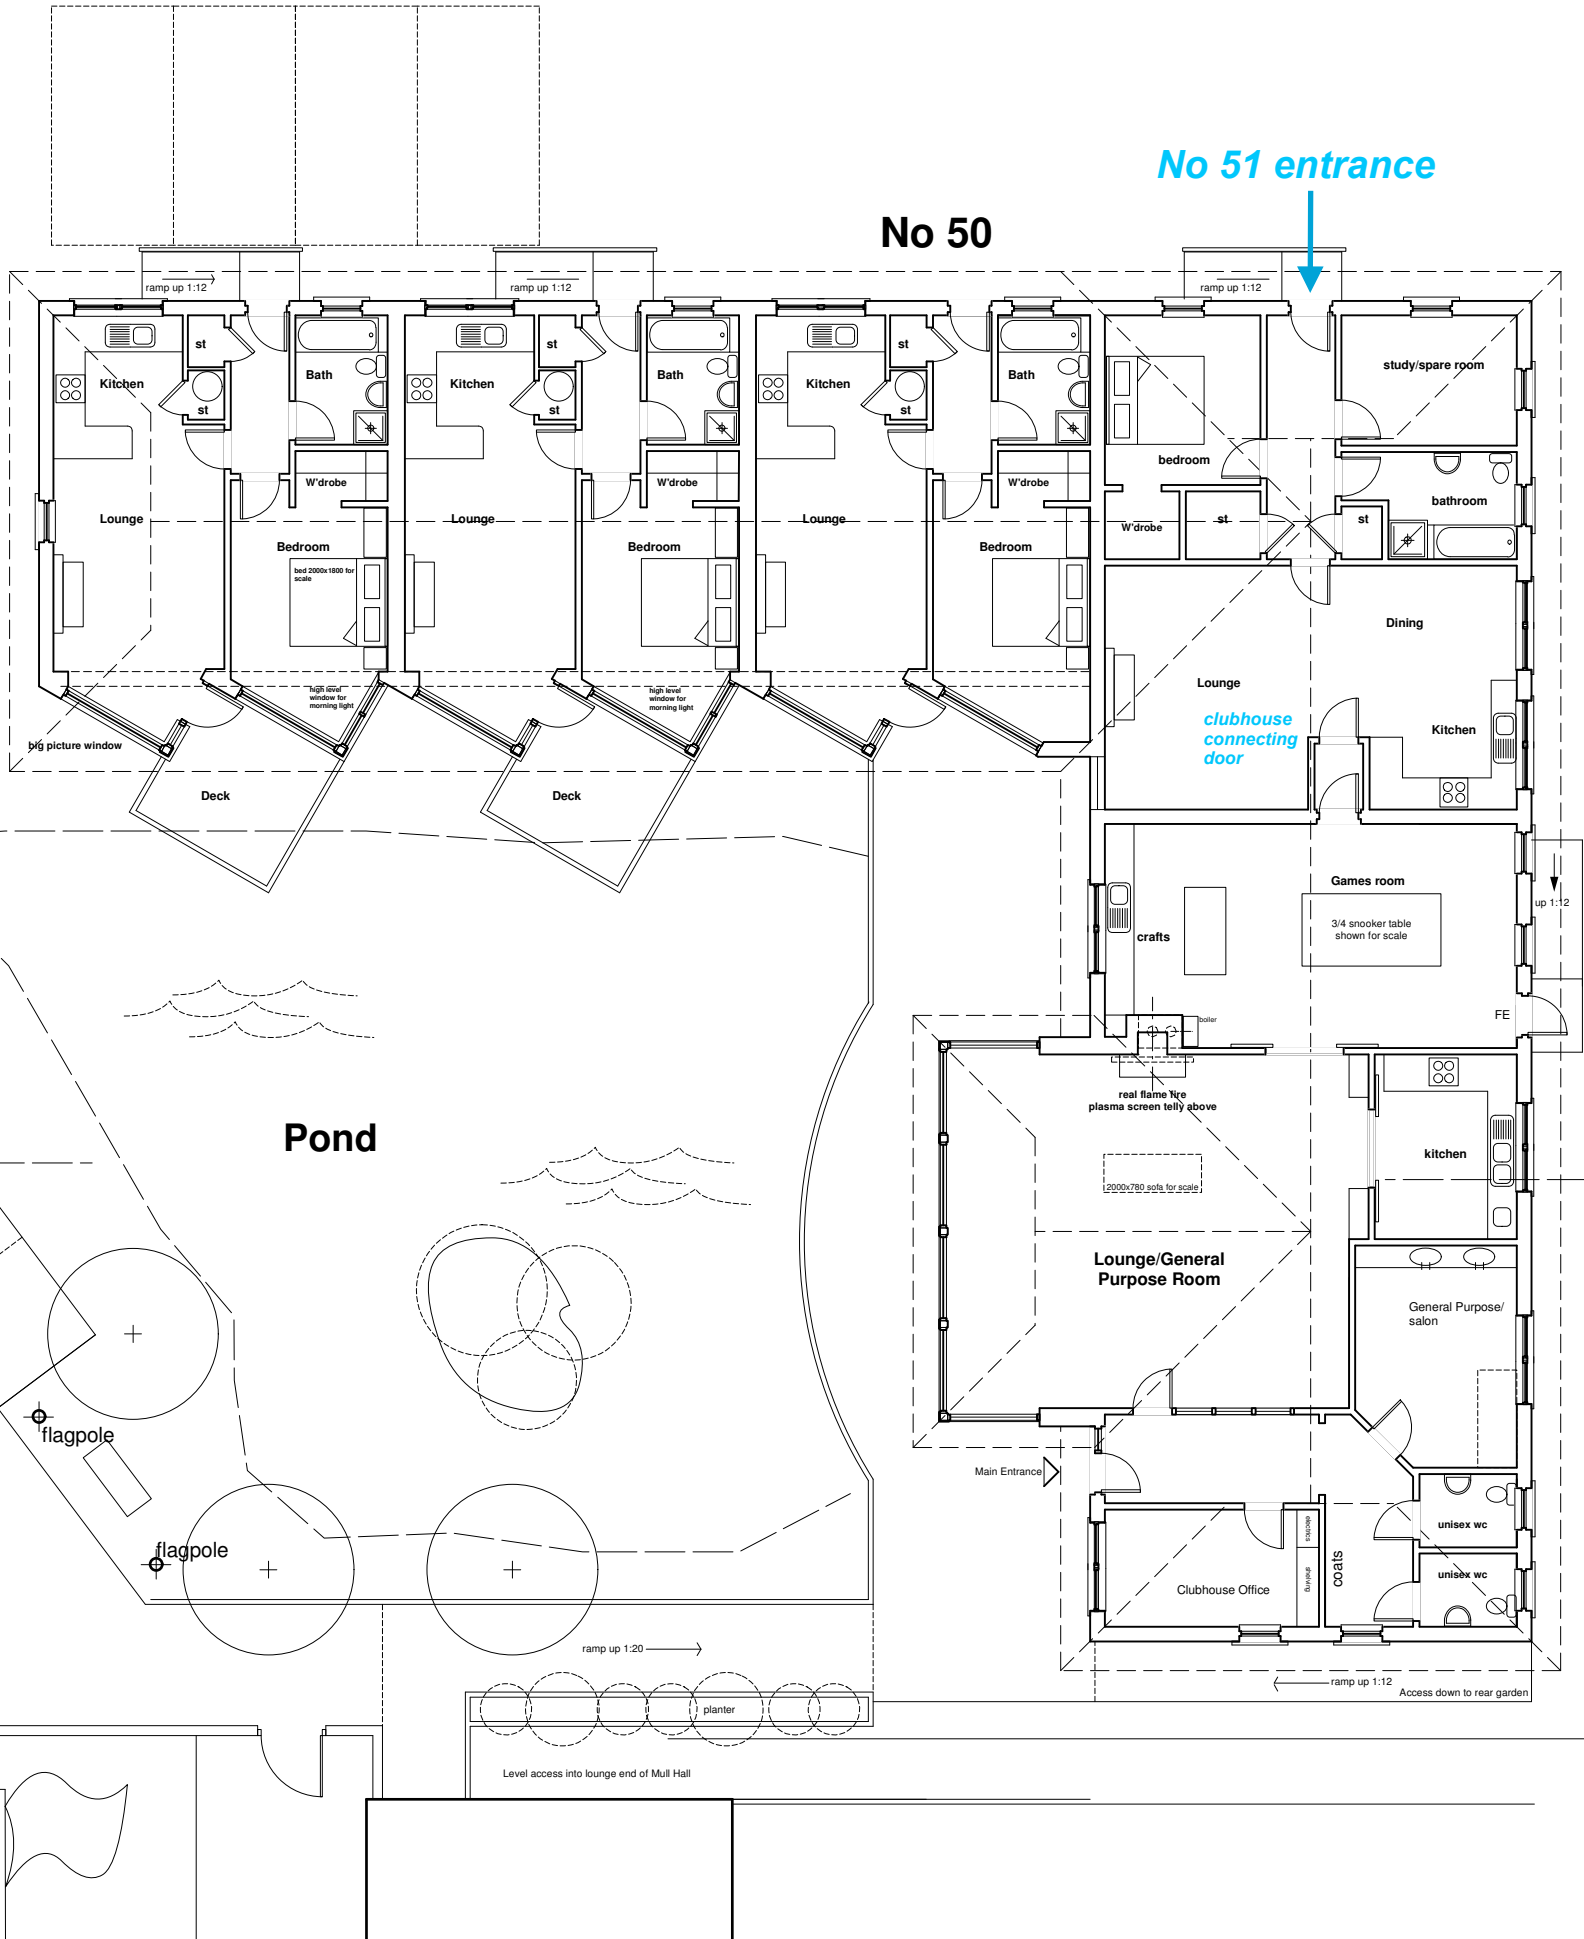 No 51 entrance
No 50
ramp up 1:12
ramp up 1:12
ramp up 1:12
st
Kitchen
st
Bath
W'drobe
Lounge
Bedroom
bed 2000x1800 for
scale
high level
window for
morning light
big picture window
Deck
st
Kitchen
st
Bath
W'drobe
Lounge
Bedroom
high level
window for
morning light
Deck
st
Kitchen
st
Bath
W'drobe
Lounge
Bedroom
study/spare room
bedroom
bathroom
W'drobe
st
st
Dining
Lounge
clubhouse
connecting
door
Kitchen
Games room
3/4 snooker table
shown for scale
crafts
up 1:12
FE
boiler
real flame fire
plasma screen telly above
kitchen
2000x780 sofa for scale
Lounge/General
Purpose Room
General Purpose/
salon
Pond
flagpole
flagpole
Main Entrance
electrics
shelving
coats
unisex wc
unisex wc
Clubhouse Office
ramp up 1:20
ramp up 1:12
Access down to rear garden
planter
Level access into lounge end of Mull Hall